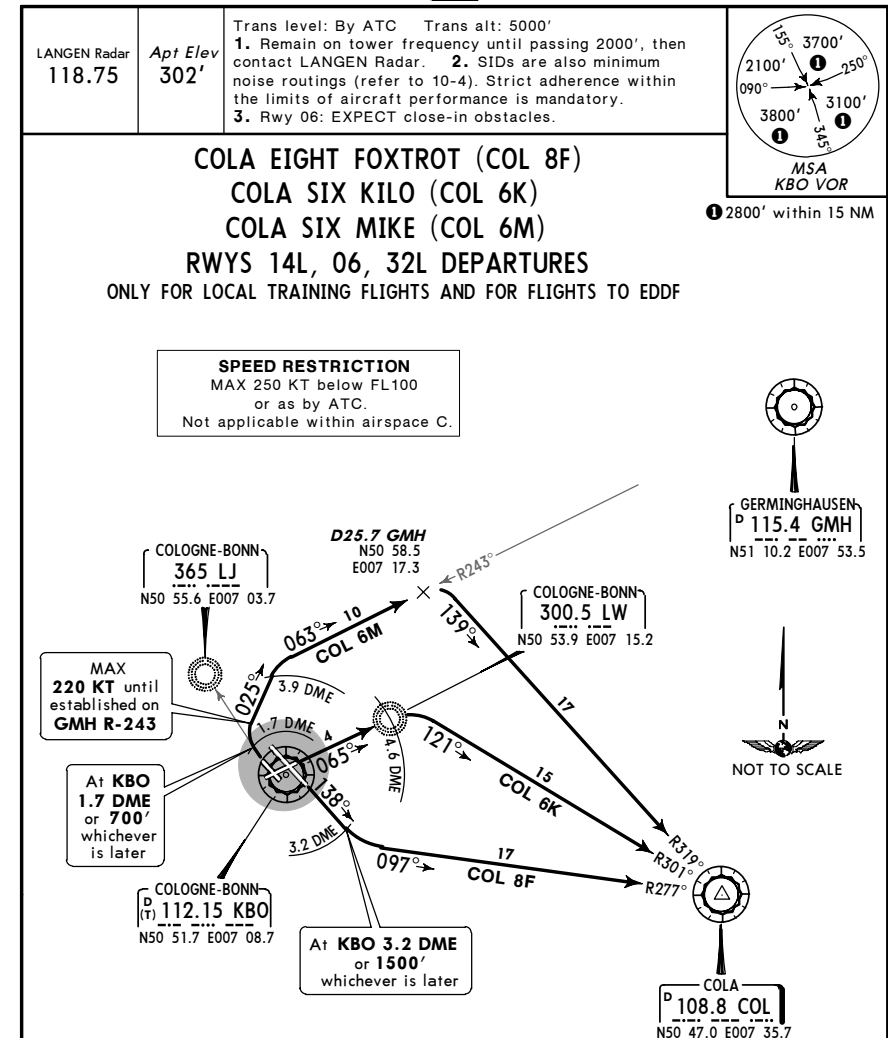 LANGEN Radar
118.75
Apt Elev
302'
Trans level: By ATC Trans alt: 5000'
1. Remain on tower frequency until passing 2000', then
contact LANGEN Radar. 2. SIDs are also minimum
noise routings (refer to 10-4). Strict adherence within
the limits of aircraft performance is mandatory.
3. Rwy 06: EXPECT close-in obstacles.
155°
3700'
1
2100'
250°
090°
3100'
1
3800'
1
345°
MSA
KBO VOR
1 2800' within 15 NM
COLA EIGHT FOXTROT (COL 8F)
COLA SIX KILO (COL 6K)
COLA SIX MIKE (COL 6M)
RWYS 14L, 06, 32L DEPARTURES
ONLY FOR LOCAL TRAINING FLIGHTS AND FOR FLIGHTS TO EDDF
SPEED RESTRICTION
MAX 250 KT below FL100
or as by ATC.
Not applicable within airspace C.
GERMINGHAUSEN
D 115.4 GMH
N51 10.2 E007 53.5
D25.7 GMH
N50 58.5
E007 17.3
R243°
COLOGNE-BONN
365 LJ
N50 55.6 E007 03.7
COLOGNE-BONN
300.5 LW
N50 53.9 E007 15.2
063°
10
COL 6M
139°
17
MAX
220 KT until
established on
GMH R-243
025°
3.9 DME
1.7 DME
4
065°
4.6 DME
121°
15
COL 6K
N
NOT TO SCALE
At KBO
1.7 DME
or 700'
whichever
is later
138°
3.2 DME
097°
17
COL 8F
R319°
R301°
R277°
COLOGNE-BONN
D
(T) 112.15 KBO
N50 51.7 E007 08.7
At KBO 3.2 DME
or 1500'
whichever is later
COLA
D 108.8 COL
N50 47.0 E007 35.7